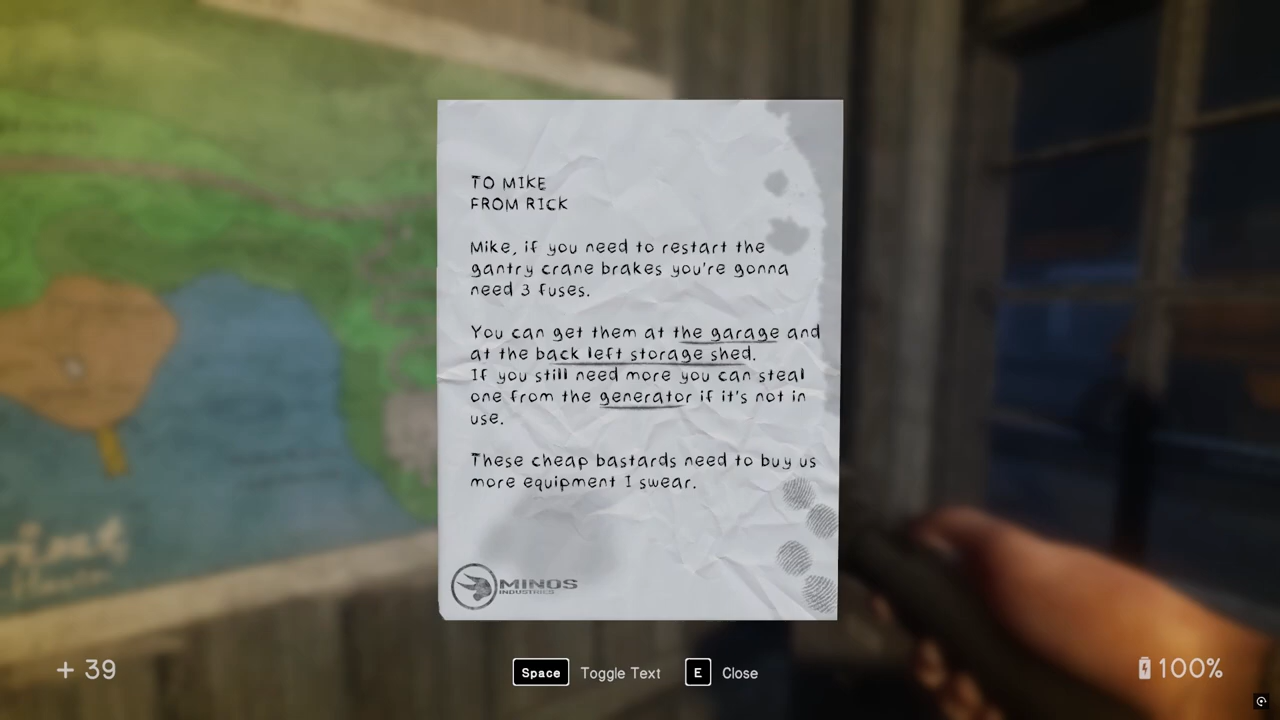 TO MIKE
FROM RICK
Mike, if you need to restart the
gantry crane brakes you're gonna
need 3 fuses.
You can get them at the garage and
at the back left storage shed.
If you still need more you can steal
one from the generator if it's not in
use.
These cheap bastards need to buy us
more equipment I swear.
MINOS
INDUSTRIES
+ 39
Space Toggle Text E Close
100%